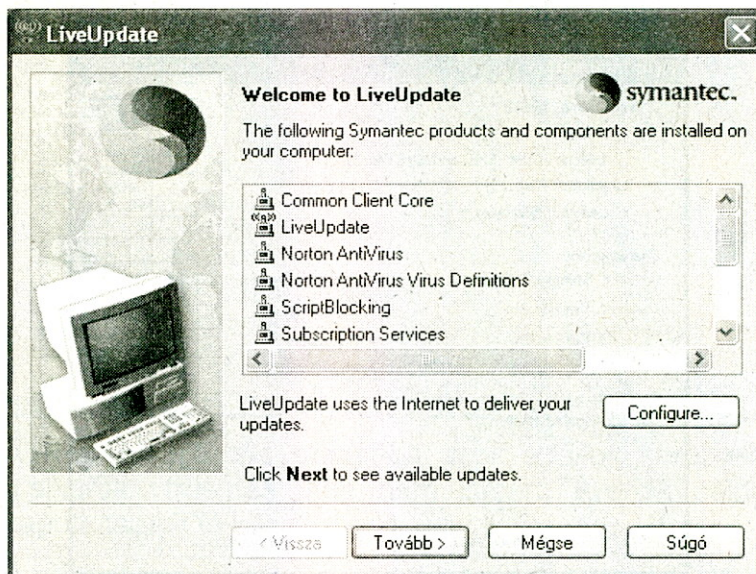 LiveUpdate
symantec.
Welcome to LiveUpdate
The following Symantec products and components are installed on
your computer:
Common Client Core
LiveUpdate
Norton AntiVirus
Norton AntiVirus Virus Definitions
ScriptBlocking
Subscription Services
LiveUpdate uses the Internet to deliver your
updates.
Configure...
Click Next to see available updates.
< Vissza
Tovább >
Mégse
Súgó